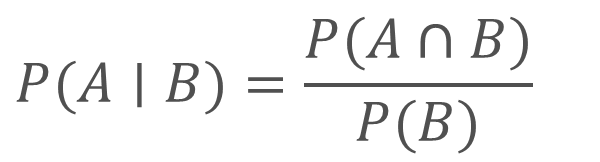 P(A | B) = P(A ∩ B) / P(B)